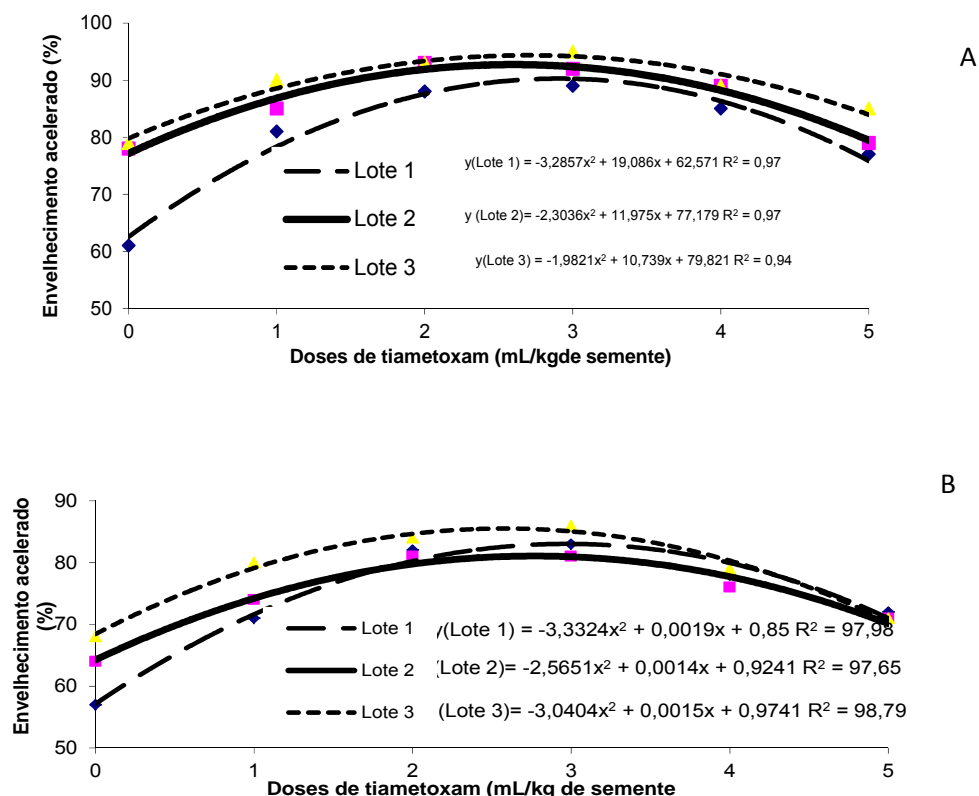 A
Envelhecimento acelerado (%)
100
90
80
70
60
50
Lote 1
y(Lote 1) = -3,2857x² + 19,086x + 62,571 R² = 0,97
Lote 2
y (Lote 2)= -2,3036x² + 11,975x + 77,179 R² = 0,97
Lote 3
y(Lote 3) = -1,9821x² + 10,739x + 79,821 R² = 0,94
0 1 2 3 4 5
Doses de tiametoxam (mL/kgde semente)
B
Envelhecimento acelerado
(%)
90
80
70
60
50
Lote 1
y(Lote 1) = -3,3324x² + 0,0019x + 0,85 R² = 97,98
Lote 2
(Lote 2)= -2,5651x² + 0,0014x + 0,9241 R² = 97,65
Lote 3
(Lote 3)= -3,0404x² + 0,0015x + 0,9741 R² = 98,79
0 1 2 3 4 5
Doses de tiametoxam (mL/kg de semente